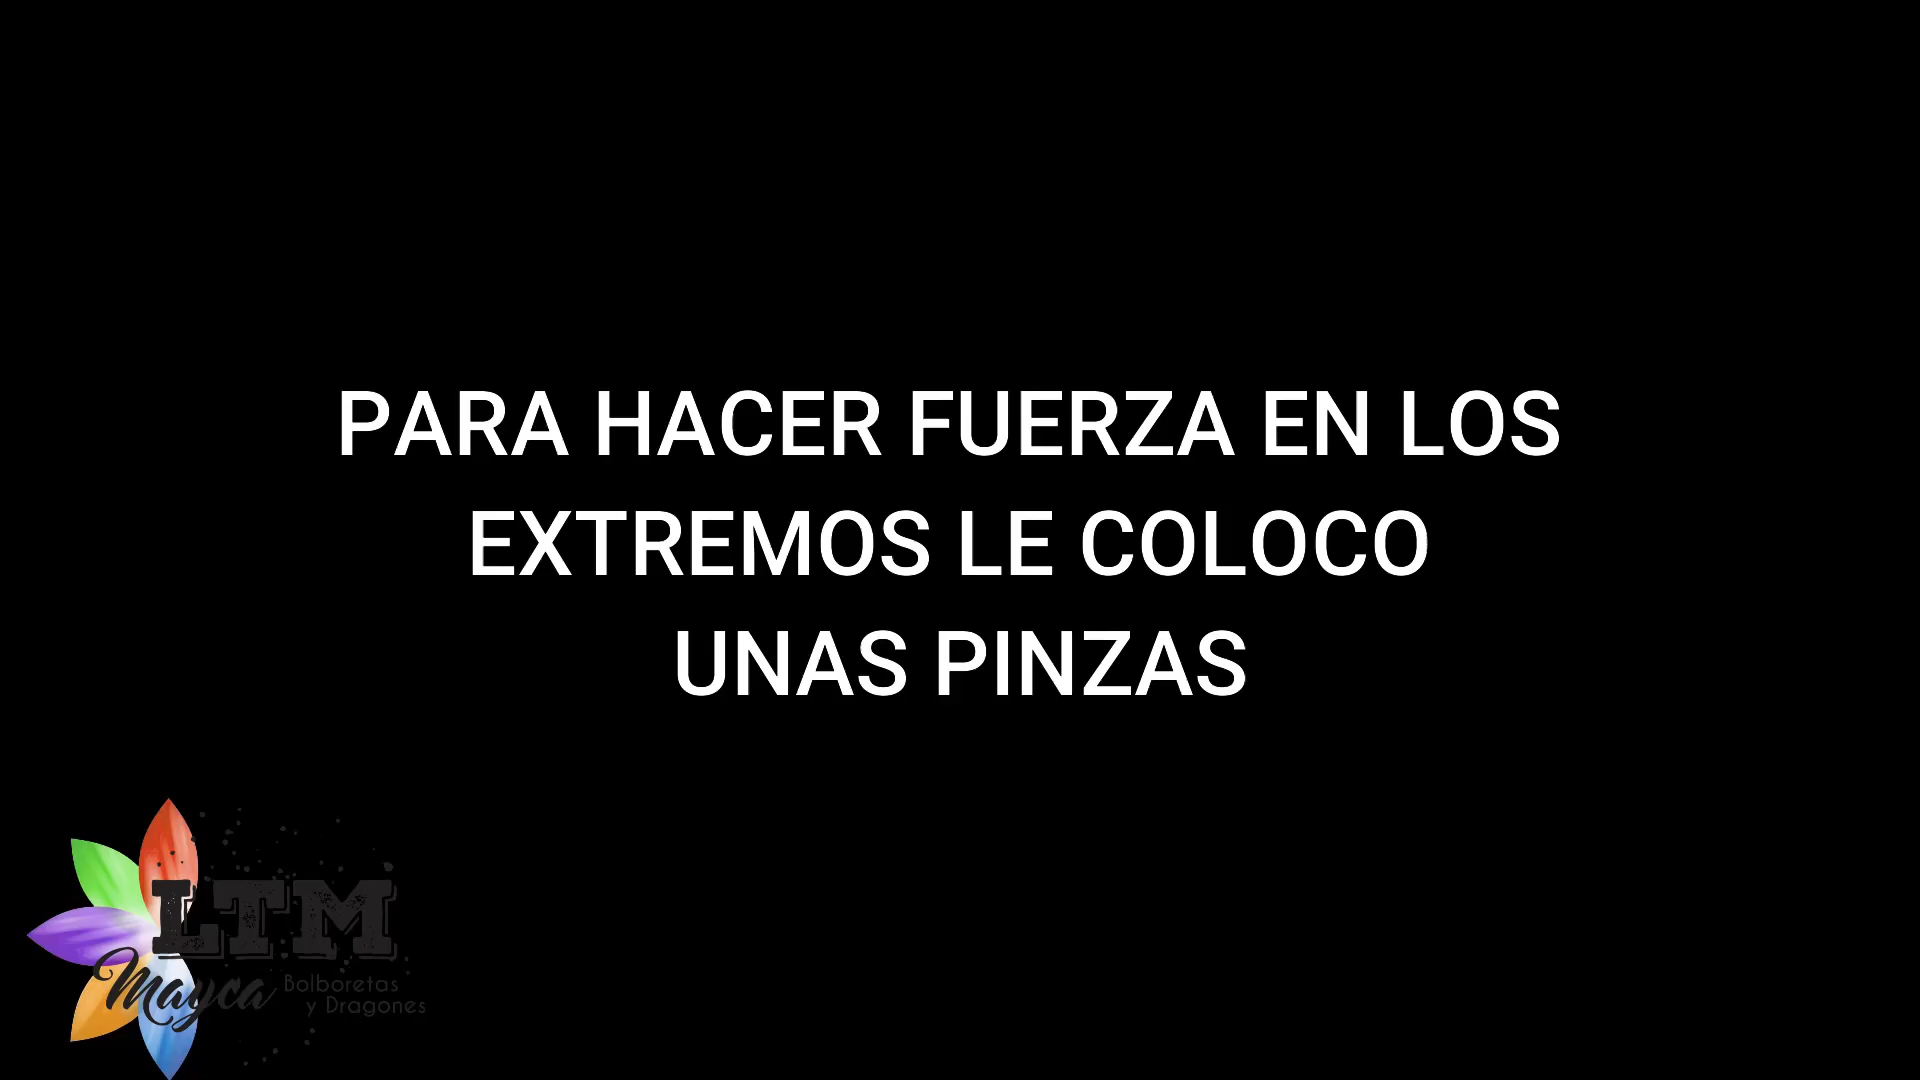 PARA HACER FUERZA EN LOS
EXTREMOS LE COLOCO
UNAS PINZAS
LTM
Mayca
Bolboretas
y Dragones